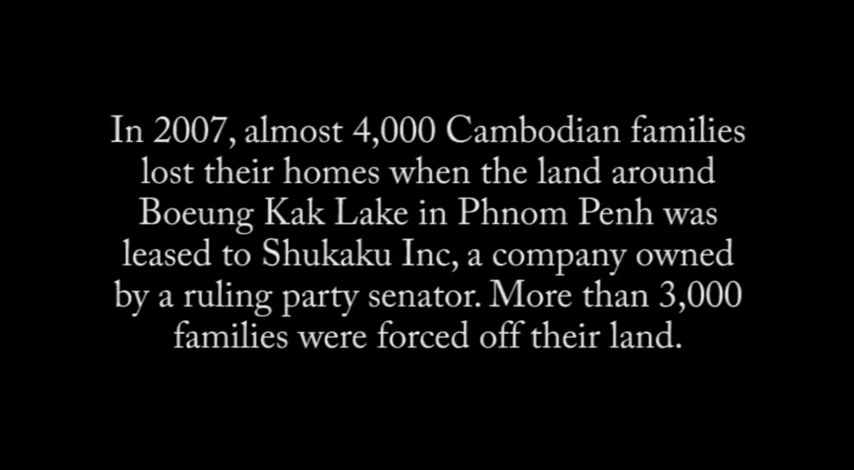 In 2007, almost 4,000 Cambodian families
lost their homes when the land around
Boeung Kak Lake in Phnom Penh was
leased to Shukaku Inc, a company owned
by a ruling party senator. More than 3,000
families were forced off their land.